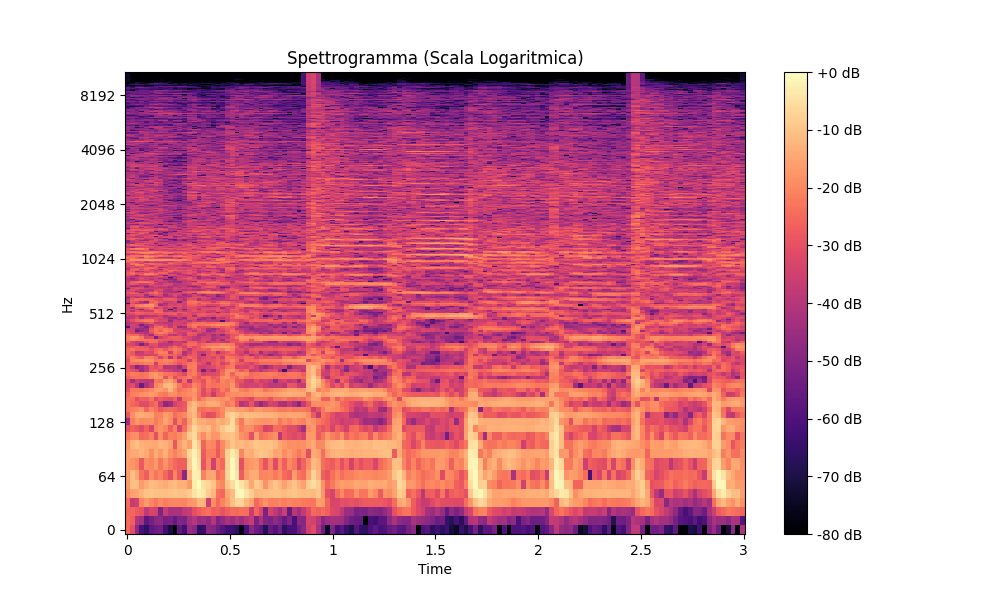 Spettrogramma (Scala Logaritmica)
Hz
8192
4096
2048
1024
512
256
128
64
0
0 0.5 1 1.5 2 2.5 3
Time
+0 dB
-10 dB
-20 dB
-30 dB
-40 dB
-50 dB
-60 dB
-70 dB
-80 dB